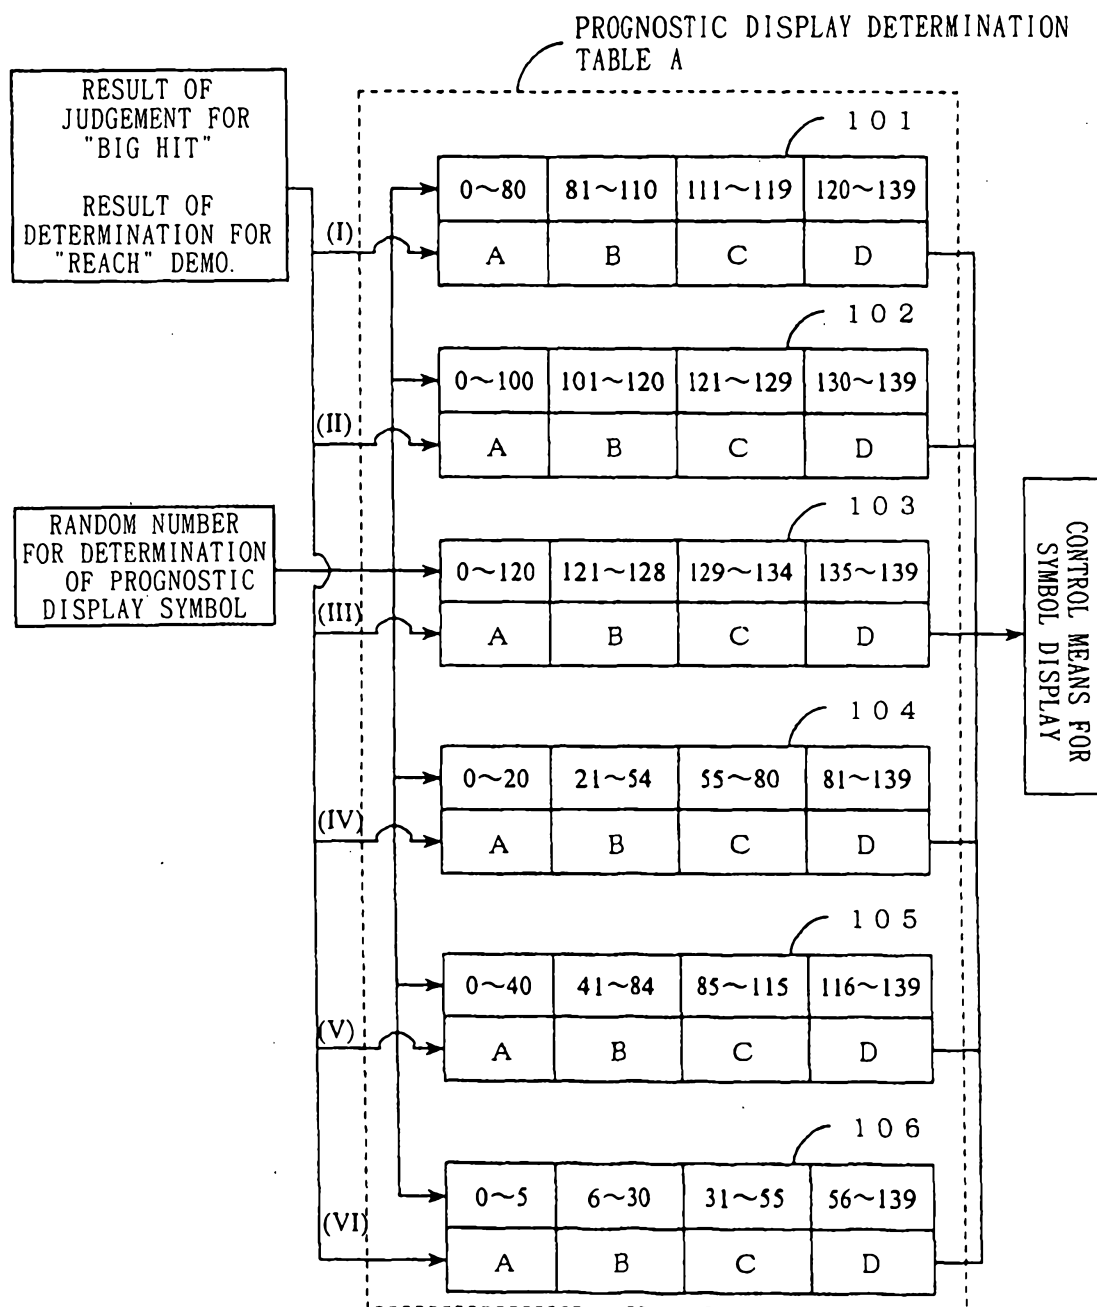 PROGNOSTIC DISPLAY DETERMINATION
TABLE A
RESULT OF
JUDGEMENT FOR
"BIG HIT"
RESULT OF
DETERMINATION FOR
"REACH" DEMO.
101
0~80 81~110 111~119 120~139
(I)
A B C D
102
0~100 101~120 121~129 130~139
(II)
A B C D
RANDOM NUMBER
FOR DETERMINATION
OF PROGNOSTIC
DISPLAY SYMBOL
103
0~120 121~128 129~134 135~139
(III)
A B C D
CONTROL MEANS FOR
SYMBOL DISPLAY
104
0~20 21~54 55~80 81~139
(IV)
A B C D
105
0~40 41~84 85~115 116~139
(V)
A B C D
106
0~5 6~30 31~55 56~139
(VI)
A B C D